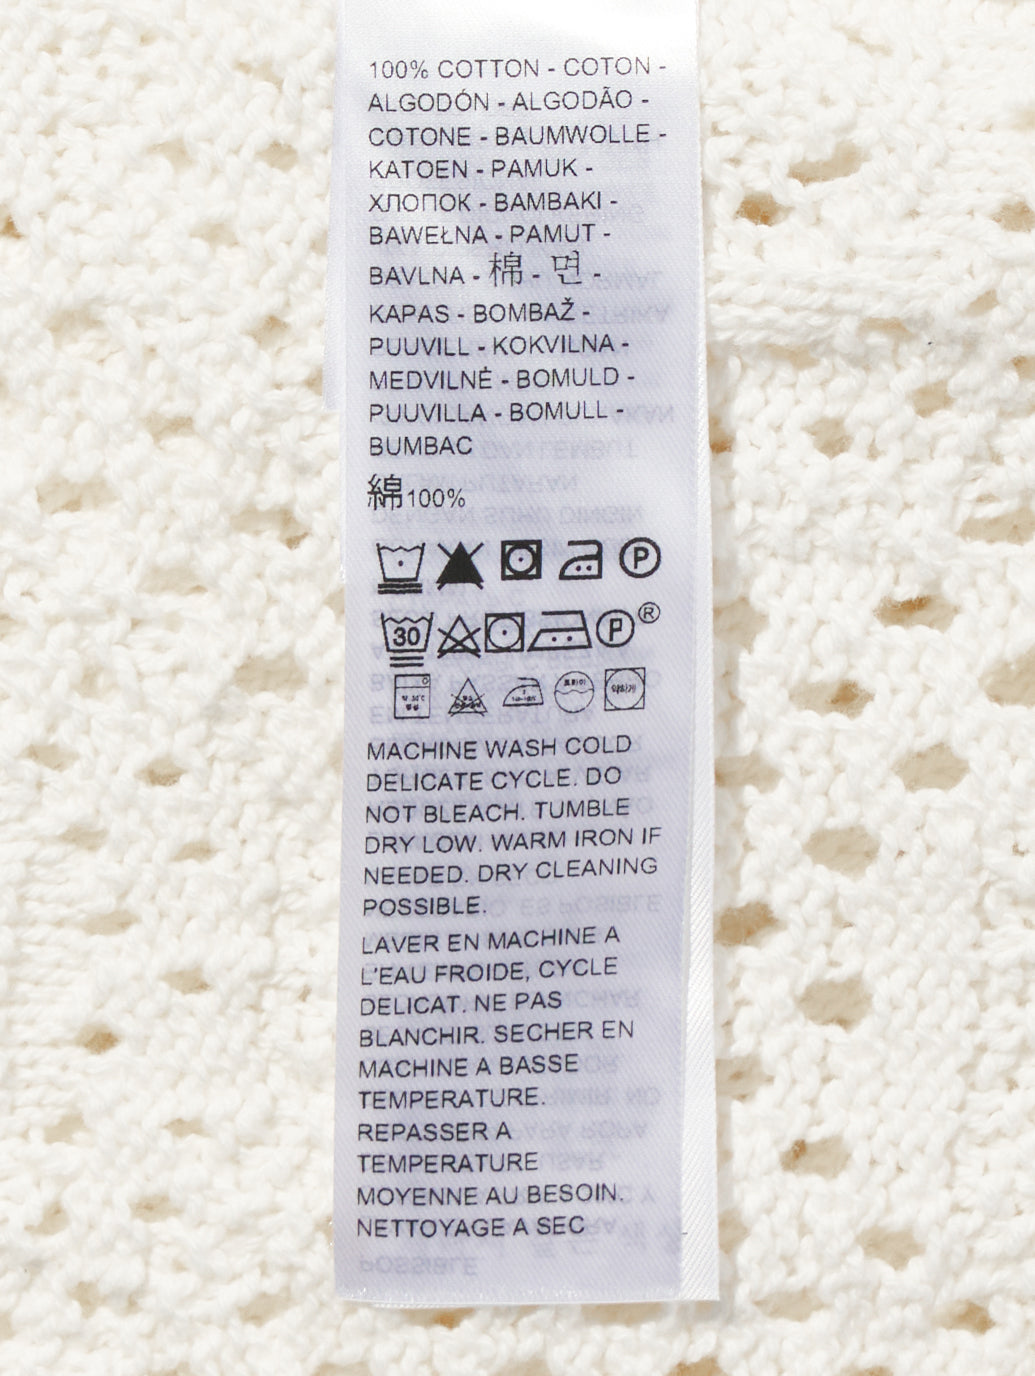 100% COTTON - COTON -
ALGODÓN - ALGODÃO -
COTONE - BAUMWOLLE -
KATOEN - PAMUK -
ХЛОПОК - BAMBAKI -
BAWEŁNA - PAMUT -
BAVLNA - 棉 - 면 -
KAPAS - BOMBAŽ -
PUUVILL - KOKVILNA -
MEDVILNĖ - BOMULD -
PUUVILLA - BOMULL -
BUMBAC
綿100%
P
30 P ®
MACHINE WASH COLD
DELICATE CYCLE. DO
NOT BLEACH. TUMBLE
DRY LOW. WARM IRON IF
NEEDED. DRY CLEANING
POSSIBLE.
LAVER EN MACHINE A
L'EAU FROIDE, CYCLE
DELICAT. NE PAS
BLANCHIR. SECHER EN
MACHINE A BASSE
TEMPERATURE.
REPASSER A
TEMPERATURE
MOYENNE AU BESOIN.
NETTOYAGE A SEC
POSSIBLE